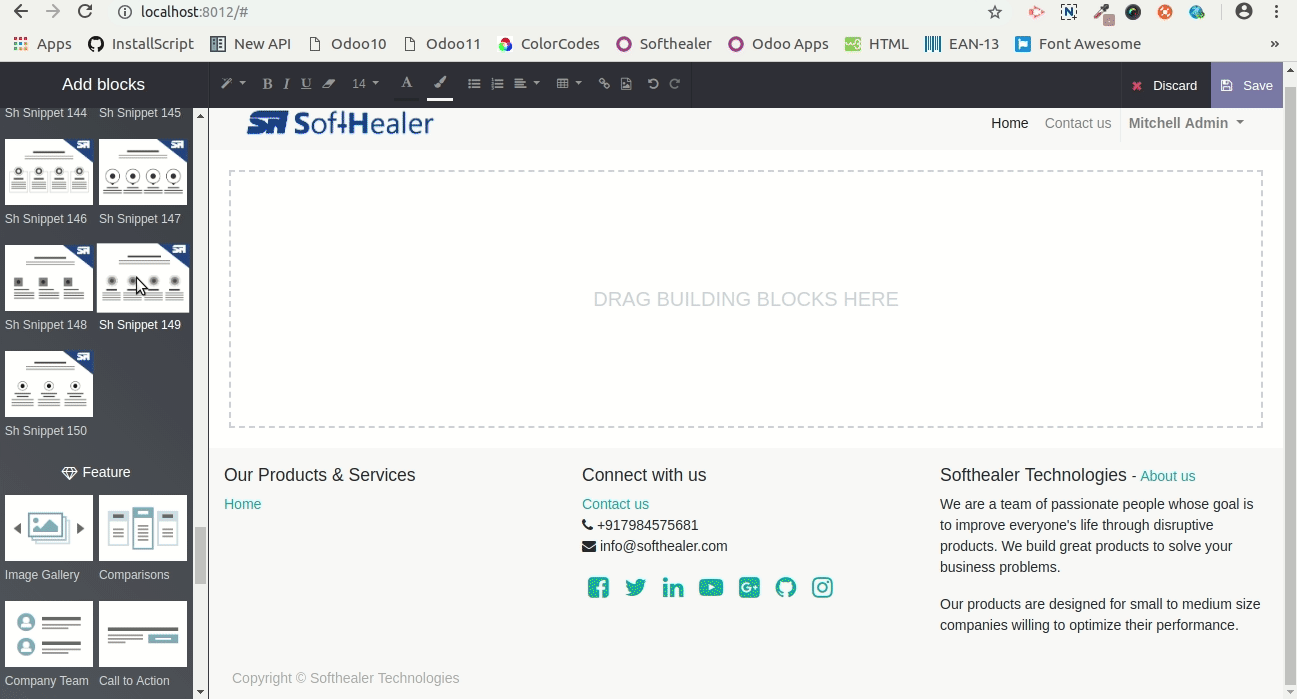 localhost:8012/#
Apps InstallScript New API Odoo10 Odoo11 ColorCodes Softhealer Odoo Apps HTML EAN-13 Font Awesome »
Add blocks B I U 14 A Discard Save
Sh Snippet 144 Sh Snippet 145
Sh Snippet 146 Sh Snippet 147
Sh Snippet 148 Sh Snippet 149
Sh Snippet 150
Feature
Image Gallery Comparisons
Company Team Call to Action
SoftHealer
Home Contact us Mitchell Admin
DRAG BUILDING BLOCKS HERE
Our Products & Services
Home
Connect with us
Contact us
+917984575681
info@softhealer.com
Softhealer Technologies - About us
We are a team of passionate people whose goal is
to improve everyone's life through disruptive
products. We build great products to solve your
business problems.
Our products are designed for small to medium size
companies willing to optimize their performance.
Copyright © Softhealer Technologies